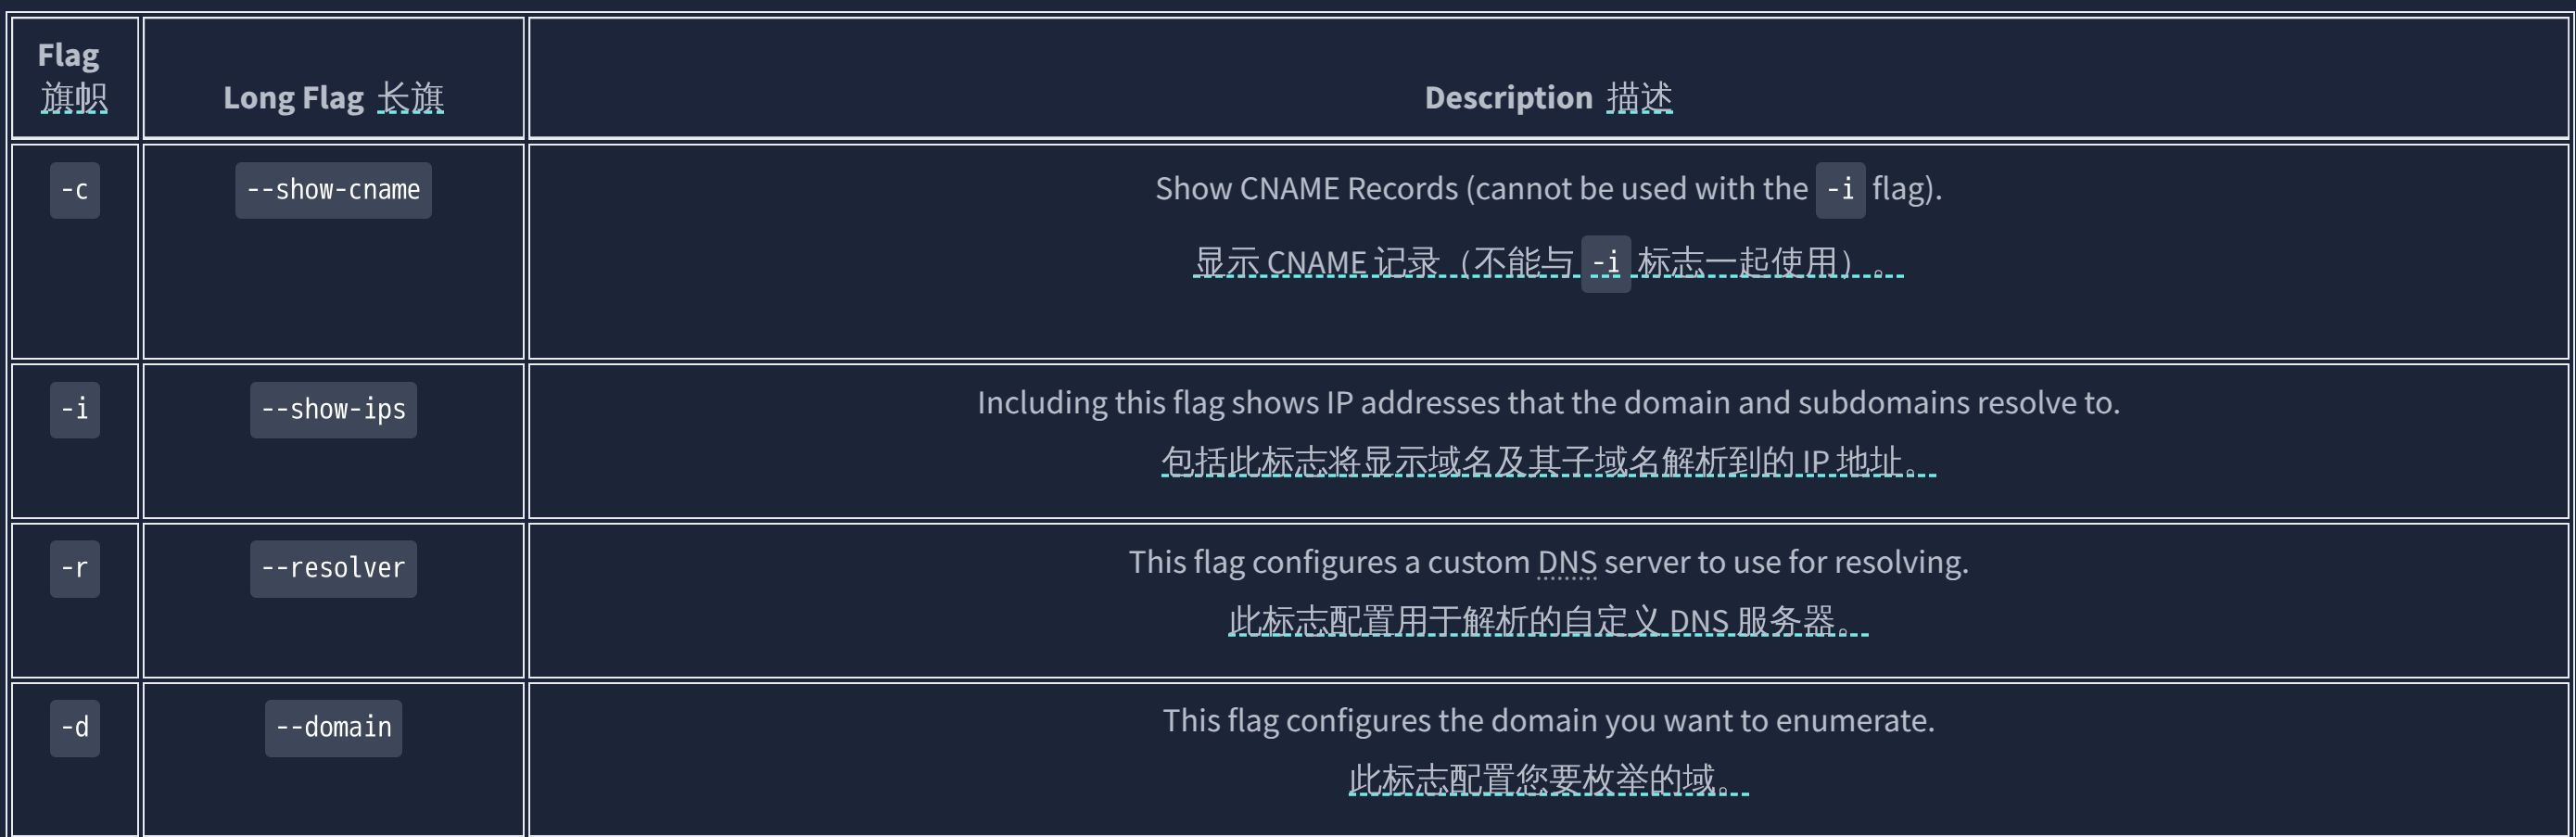 Flag
旗帜
Long Flag 长旗
Description 描述
-c
--show-cname
Show CNAME Records (cannot be used with the -i flag).
显示 CNAME 记录（不能与 -i 标志一起使用）。
-i
--show-ips
Including this flag shows IP addresses that the domain and subdomains resolve to.
包括此标志将显示域名及其子域名解析到的 IP 地址。
-r
--resolver
This flag configures a custom DNS server to use for resolving.
此标志配置用于解析的自定义 DNS 服务器。
-d
--domain
This flag configures the domain you want to enumerate.
此标志配置您要枚举的域。